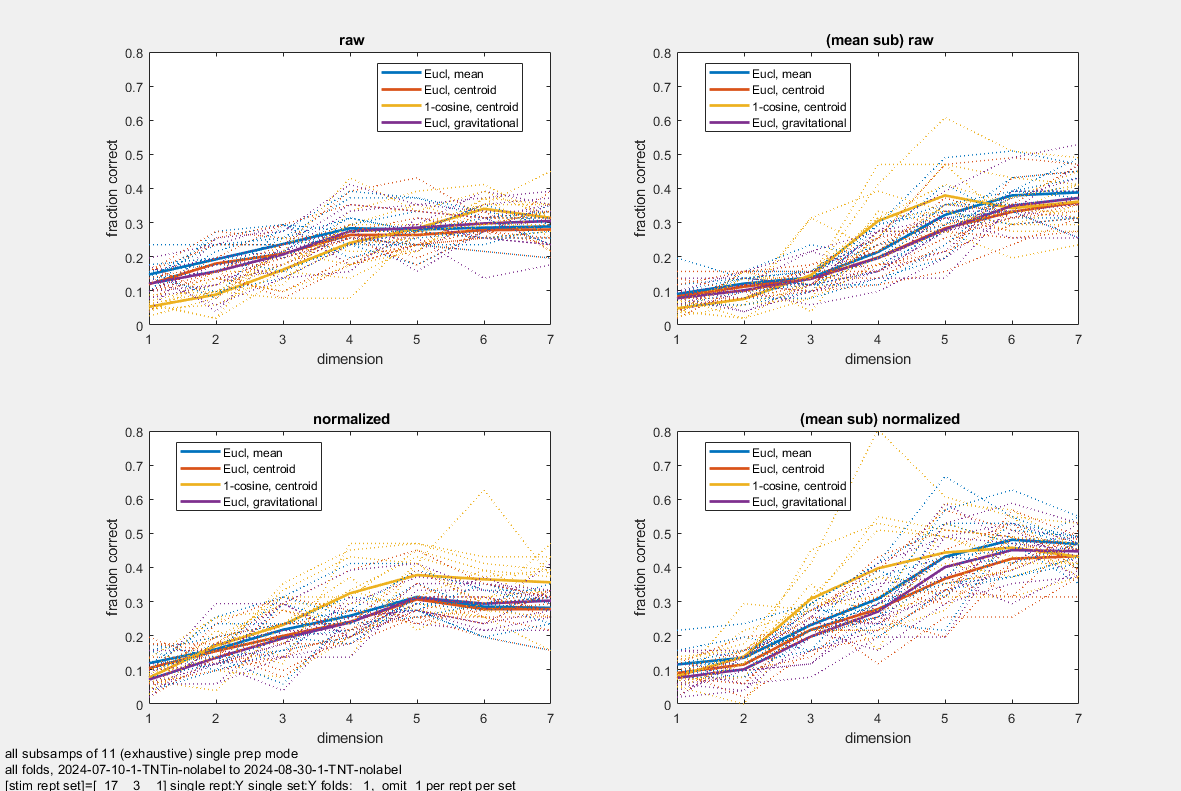 raw
0.8
0.7
0.6
0.5
0.4
0.3
0.2
0.1
0
fraction correct
Eucl, mean
Eucl, centroid
1-cosine, centroid
Eucl, gravitational
1 2 3 4 5 6 7
dimension
(mean sub) raw
0.8
0.7
0.6
0.5
0.4
0.3
0.2
0.1
0
fraction correct
Eucl, mean
Eucl, centroid
1-cosine, centroid
Eucl, gravitational
1 2 3 4 5 6 7
dimension
normalized
0.8
0.7
0.6
0.5
0.4
0.3
0.2
0.1
0
fraction correct
Eucl, mean
Eucl, centroid
1-cosine, centroid
Eucl, gravitational
1 2 3 4 5 6 7
dimension
(mean sub) normalized
0.8
0.7
0.6
0.5
0.4
0.3
0.2
0.1
0
fraction correct
Eucl, mean
Eucl, centroid
1-cosine, centroid
Eucl, gravitational
1 2 3 4 5 6 7
dimension
all subsamps of 11 (exhaustive) single prep mode
all folds, 2024-07-10-1-TNTin-nolabel to 2024-08-30-1-TNT-nolabel
[stim rept set]=[ 17 3 1] single rept:Y single set:Y folds: 1, omit 1 per rept per set